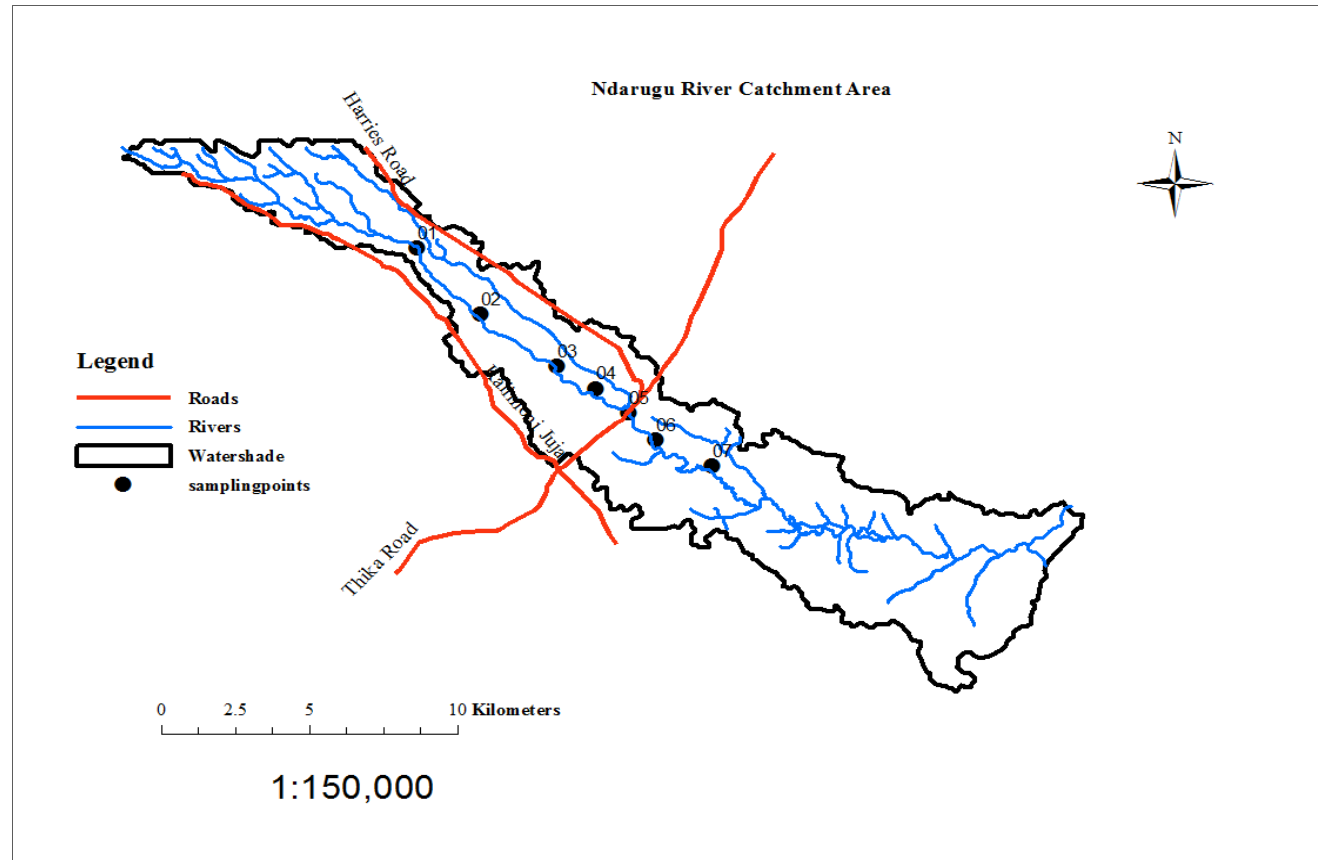 Ndarugu River Catchment Area
Harries Road
N
01
02
03
04
05
06
07
Juja
Thika Road
Legend
Roads
Rivers
Watershade
samplingpoints
0 2.5 5 10 Kilometers
1:150,000